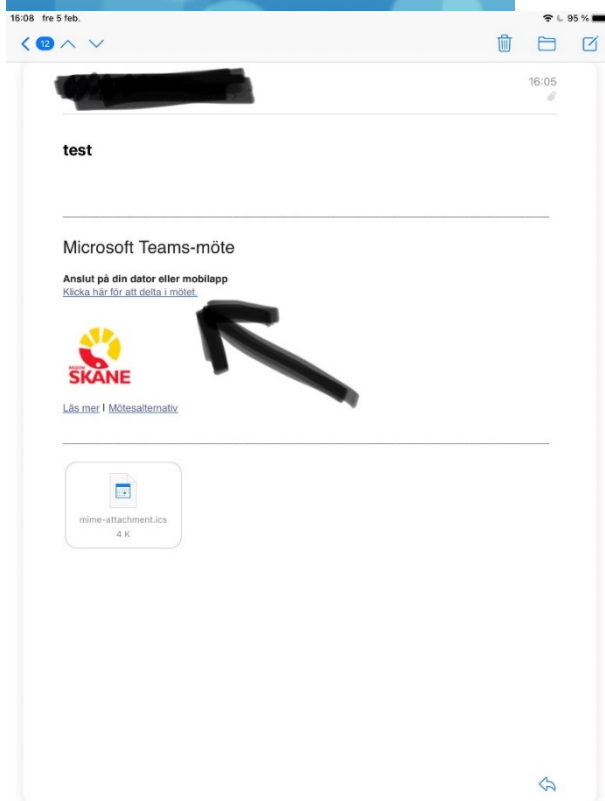 16:08 fre 5 feb.
95 %
12
16:05
test
Microsoft Teams-möte
Anslut på din dator eller mobilapp
Klicka här för att delta i mötet.
REGION
SKÅNE
Läs mer | Mötesalternativ
mime-attachment.ics
4 K